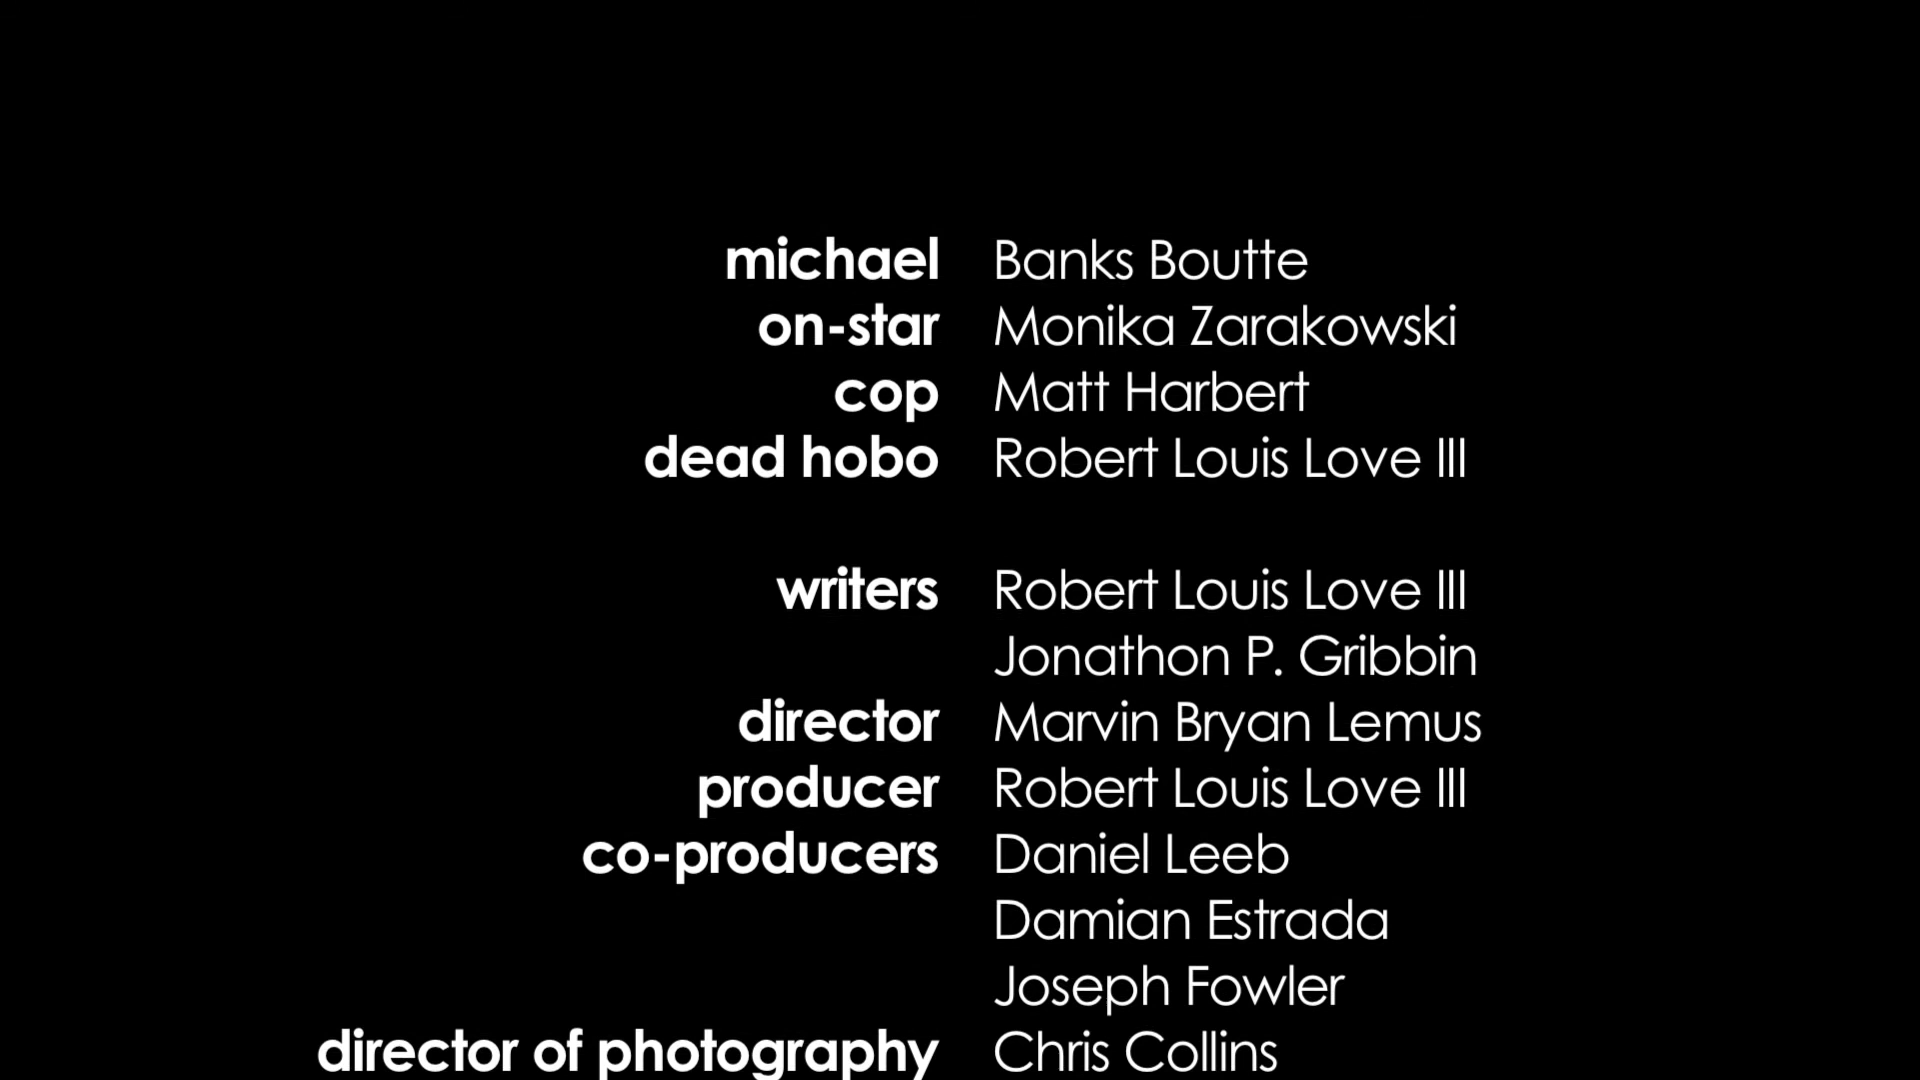 michael Banks Boutte
on-star Monika Zarakowski
cop Matt Harbert
dead hobo Robert Louis Love III
writers Robert Louis Love III
Jonathon P. Gribbin
director Marvin Bryan Lemus
producer Robert Louis Love III
co-producers Daniel Leeb
Damian Estrada
Joseph Fowler
director of photography Chris Collins